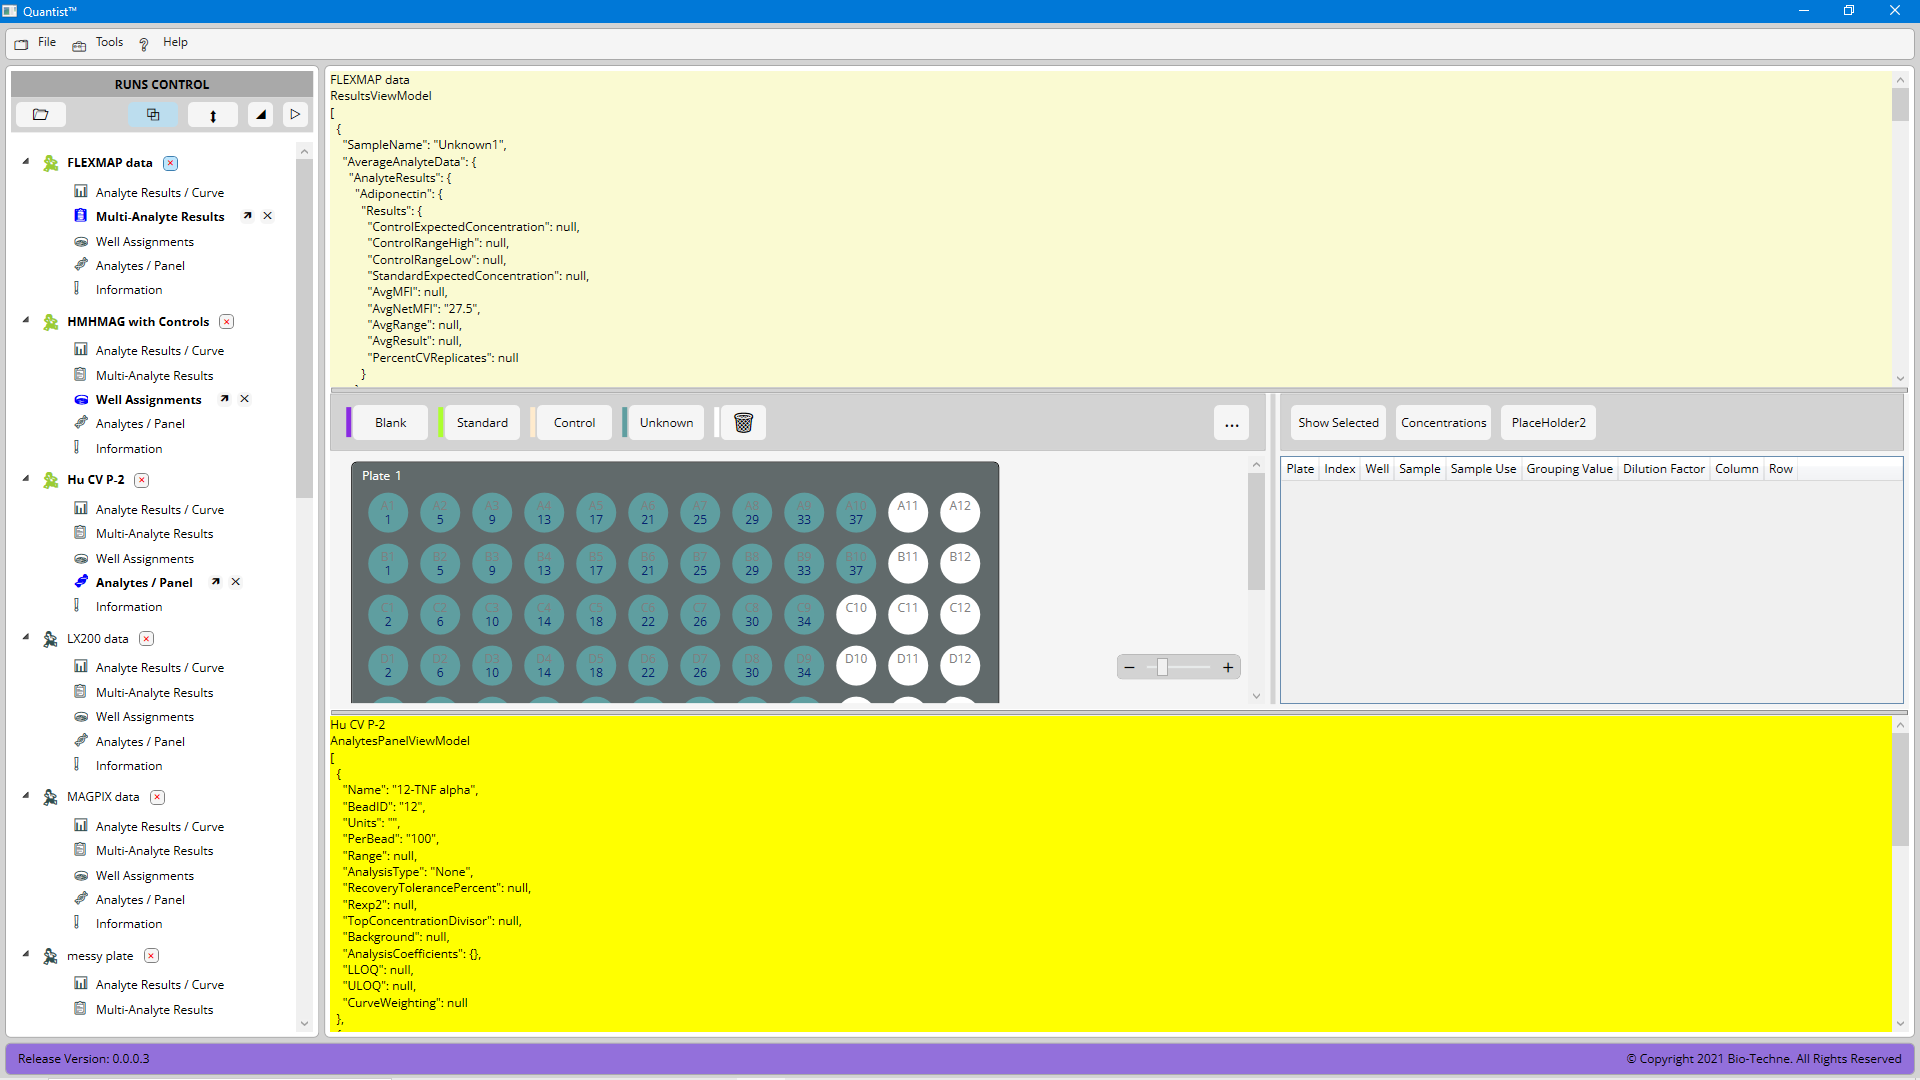 Quantist™
File Tools Help
RUNS CONTROL
FLEXMAP data
Analyte Results / Curve
Multi-Analyte Results
Well Assignments
Analytes / Panel
Information
HMHMAG with Controls
Analyte Results / Curve
Multi-Analyte Results
Well Assignments
Analytes / Panel
Information
Hu CV P-2
Analyte Results / Curve
Multi-Analyte Results
Well Assignments
Analytes / Panel
Information
LX200 data
Analyte Results / Curve
Multi-Analyte Results
Well Assignments
Analytes / Panel
Information
MAGPIX data
Analyte Results / Curve
Multi-Analyte Results
Well Assignments
Analytes / Panel
Information
messy plate
Analyte Results / Curve
Multi-Analyte Results
FLEXMAP data
ResultsViewModel
[
{
"SampleName": "Unknown1",
"AverageAnalyteData": {
"AnalyteResults": {
"Adiponectin": {
"Results": {
"ControlExpectedConcentration": null,
"ControlRangeHigh": null,
"ControlRangeLow": null,
"StandardExpectedConcentration": null,
"AvgMFI": null,
"AvgNetMFI": "27.5",
"AvgRange": null,
"AvgResult": null,
"PercentCVReplicates": null
}
Blank Standard Control Unknown ...
Plate 1
A1 A2 A3 A4 A5 A6 A7 A8 A9 A10 A11 A12
1 5 9 13 17 21 25 29 33 37
B1 B2 B3 B4 B5 B6 B7 B8 B9 B10 B11 B12
1 5 9 13 17 21 25 29 33 37
C1 C2 C3 C4 C5 C6 C7 C8 C9 C10 C11 C12
2 6 10 14 18 22 26 30 34
D1 D2 D3 D4 D5 D6 D7 D8 D9 D10 D11 D12
2 6 10 14 18 22 26 30 34
Show Selected Concentrations PlaceHolder2
Plate Index Well Sample Sample Use Grouping Value Dilution Factor Column Row
Hu CV P-2
AnalytesPanelViewModel
[
{
"Name": "12-TNF alpha",
"BeadID": "12",
"Units": "",
"PerBead": "100",
"Range": null,
"AnalysisType": "None",
"RecoveryTolerancePercent": null,
"Rexp2": null,
"TopConcentrationDivisor": null,
"Background": null,
"AnalysisCoefficients": {},
"LLOQ": null,
"ULOQ": null,
"CurveWeighting": null
},
Release Version: 0.0.0.3
© Copyright 2021 Bio-Techne. All Rights Reserved